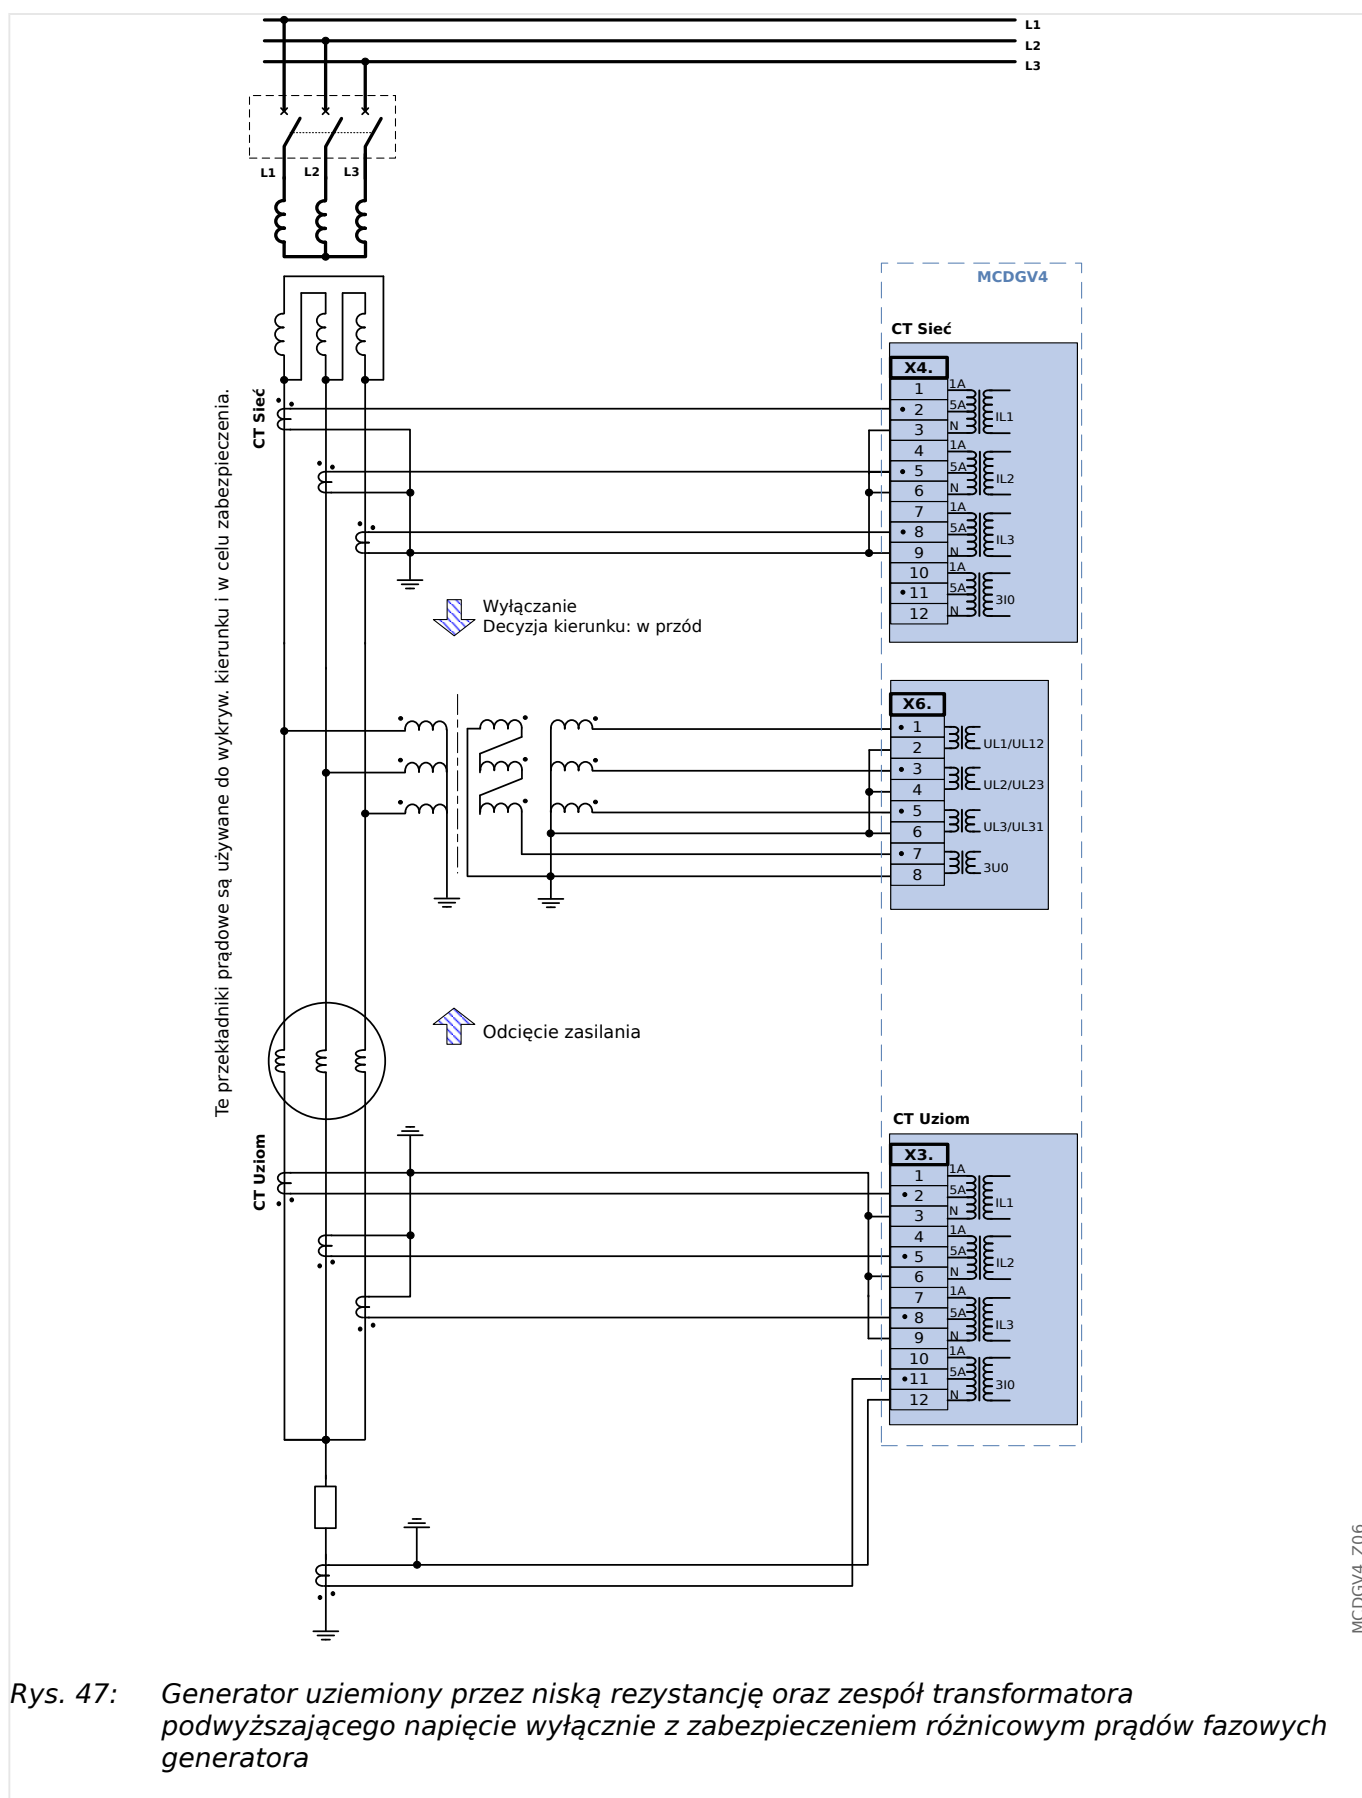 L1
L2
L3
L1 L2 L3
MCDGV4
CT Sieć
X4.
1 1A
2 5A IL1
3 N
4 1A
5 5A IL2
6 N
7 1A
8 5A IL3
9 N
10 1A
11 5A 3I0
12 N
CT Sieć
Te przekładniki prądowe są używane do wykryw. kierunku i w celu zabezpieczenia.
Wyłączanie
Decyzja kierunku: w przód
X6.
1
2 UL1/UL12
3
4 UL2/UL23
5
6 UL3/UL31
7
8 3U0
Odcięcie zasilania
CT Uziom
CT Uziom
X3.
1 1A
2 5A IL1
3 N
4 1A
5 5A IL2
6 N
7 1A
8 5A IL3
9 N
10 1A
11 5A 3I0
12 N
MCDGV4_Z06
Rys. 47: Generator uziemiony przez niską rezystancję oraz zespół transformatora
podwyższającego napięcie wyłącznie z zabezpieczeniem różnicowym prądów fazowych
generatora